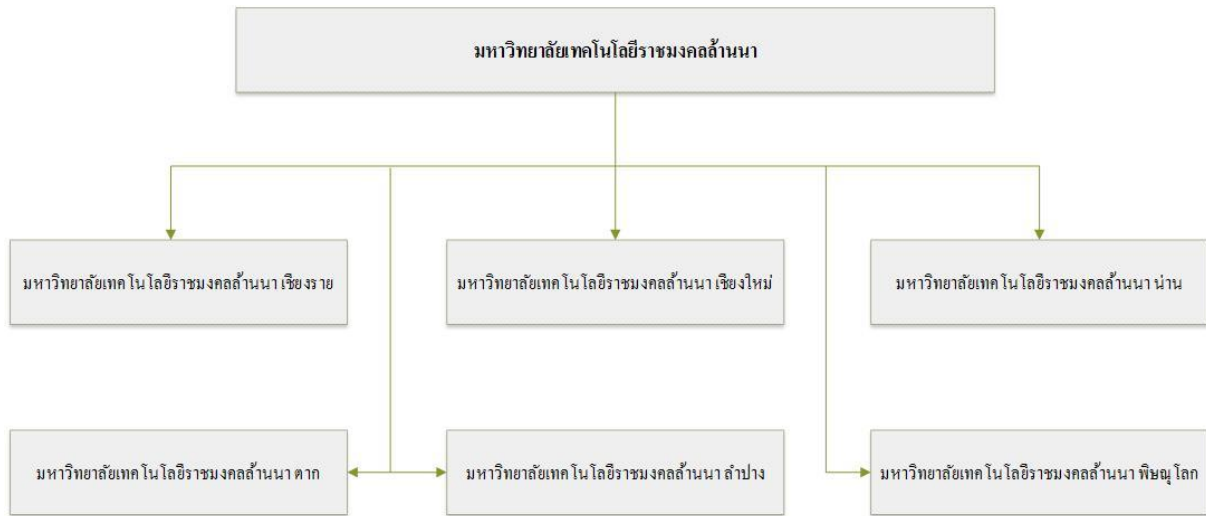 มหาวิทยาลัยเทคโนโลยีราชมงคลล้านนา
มหาวิทยาลัยเทคโนโลยีราชมงคลล้านนา เชียงราย
มหาวิทยาลัยเทคโนโลยีราชมงคลล้านนา เชียงใหม่
มหาวิทยาลัยเทคโนโลยีราชมงคลล้านนา น่าน
มหาวิทยาลัยเทคโนโลยีราชมงคลล้านนา ตาก
มหาวิทยาลัยเทคโนโลยีราชมงคลล้านนา ลำปาง
มหาวิทยาลัยเทคโนโลยีราชมงคลล้านนา พิษณุโลก